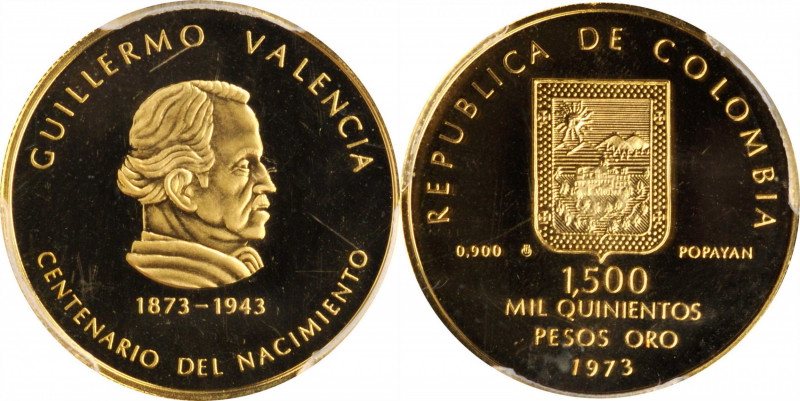 GUILLERMO VALENCIA
1873-1943
CENTENARIO DEL NACIMIENTO
REPUBLICA DE COLOMBIA
0,900 POPAYAN
1,500
MIL QUINIENTOS
PESOS ORO
1973